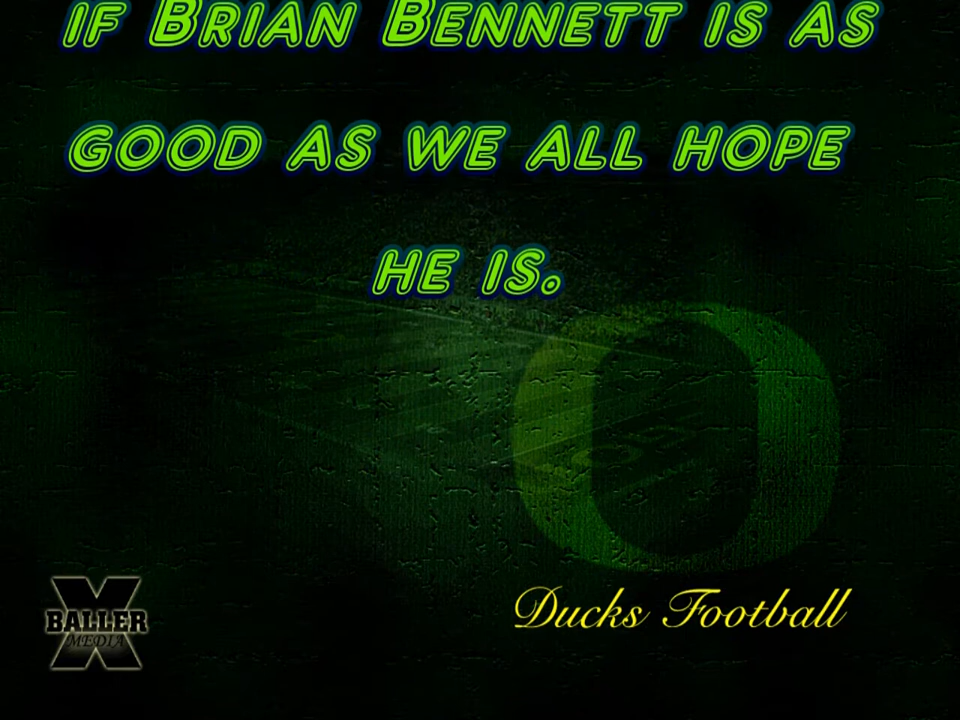 if Brian Bennett is as
good as we all hope
he is.
O
Ducks Football
X
BALLER
MEDIA